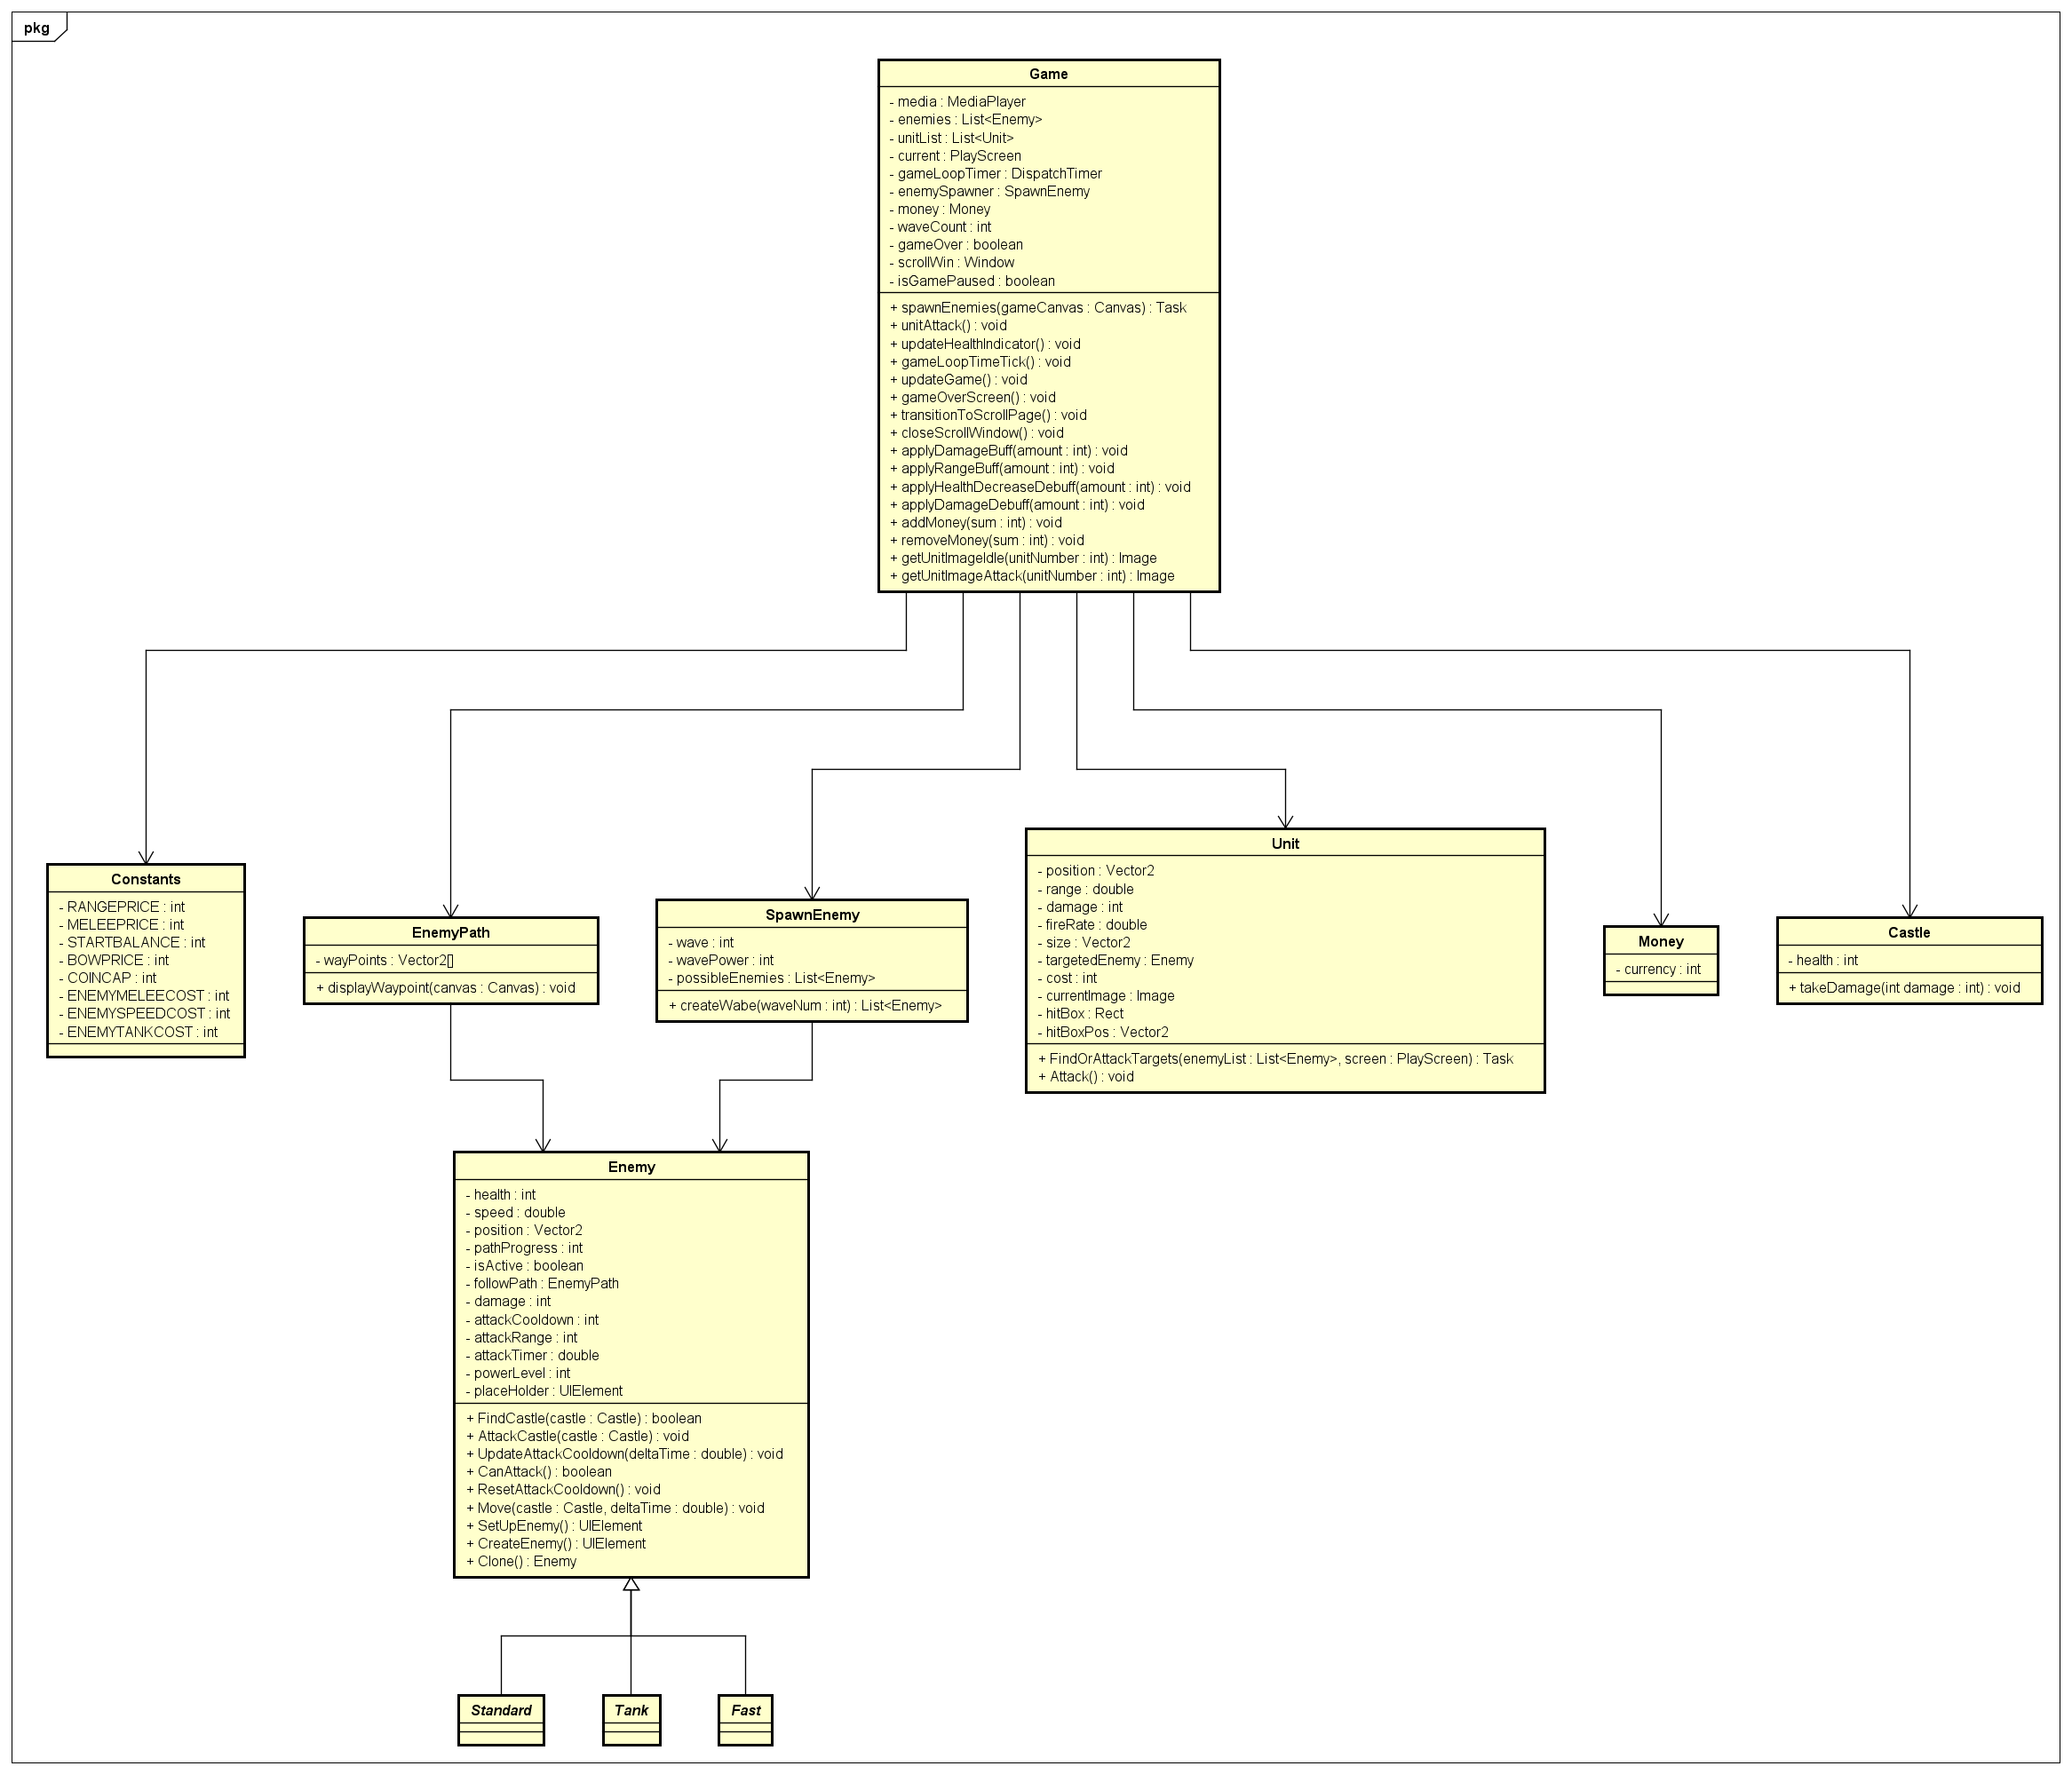 pkg
Game
- media : MediaPlayer
- enemies : List<Enemy>
- unitList : List<Unit>
- current : PlayScreen
- gameLoopTimer : DispatchTimer
- enemySpawner : SpawnEnemy
- money : Money
- waveCount : int
- gameOver : boolean
- scrollWin : Window
- isGamePaused : boolean
+ spawnEnemies(gameCanvas : Canvas) : Task
+ unitAttack() : void
+ updateHealthIndicator() : void
+ gameLoopTimeTick() : void
+ updateGame() : void
+ gameOverScreen() : void
+ transitionToScrollPage() : void
+ closeScrollWindow() : void
+ applyDamageBuff(amount : int) : void
+ applyRangeBuff(amount : int) : void
+ applyHealthDecreaseDebuff(amount : int) : void
+ applyDamageDebuff(amount : int) : void
+ addMoney(sum : int) : void
+ removeMoney(sum : int) : void
+ getUnitImageIdle(unitNumber : int) : Image
+ getUnitImageAttack(unitNumber : int) : Image
Constants
- RANGEPRICE : int
- MELEEPRICE : int
- STARTBALANCE : int
- BOWPRICE : int
- COINCAP : int
- ENEMYMELEECOST : int
- ENEMYSPEEDCOST : int
- ENEMYTANKCOST : int
EnemyPath
- wayPoints : Vector2[]
+ displayWaypoint(canvas : Canvas) : void
SpawnEnemy
- wave : int
- wavePower : int
- possibleEnemies : List<Enemy>
+ createWabe(waveNum : int) : List<Enemy>
Unit
- position : Vector2
- range : double
- damage : int
- fireRate : double
- size : Vector2
- targetedEnemy : Enemy
- cost : int
- currentImage : Image
- hitBox : Rect
- hitBoxPos : Vector2
+ FindOrAttackTargets(enemyList : List<Enemy>, screen : PlayScreen) : Task
+ Attack() : void
Money
- currency : int
Castle
- health : int
+ takeDamage(int damage : int) : void
Enemy
- health : int
- speed : double
- position : Vector2
- pathProgress : int
- isActive : boolean
- followPath : EnemyPath
- damage : int
- attackCooldown : int
- attackRange : int
- attackTimer : double
- powerLevel : int
- placeHolder : UIElement
+ FindCastle(castle : Castle) : boolean
+ AttackCastle(castle : Castle) : void
+ UpdateAttackCooldown(deltaTime : double) : void
+ CanAttack() : boolean
+ ResetAttackCooldown() : void
+ Move(castle : Castle, deltaTime : double) : void
+ SetUpEnemy() : UIElement
+ CreateEnemy() : UIElement
+ Clone() : Enemy
Standard
Tank
Fast